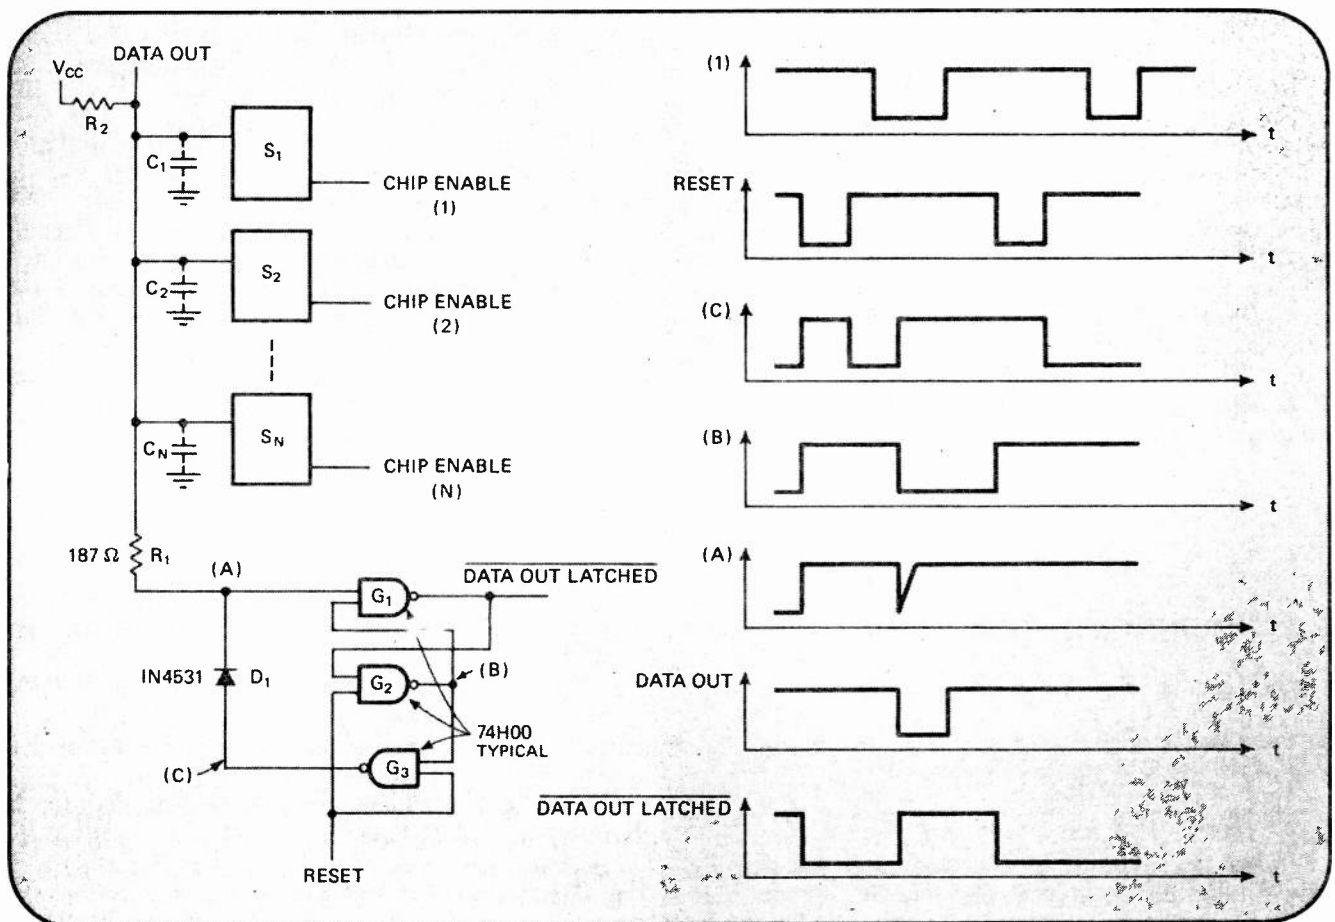 DATA OUT
VCC
R2
C1
S1
CHIP ENABLE
(1)
C2
S2
CHIP ENABLE
(2)
CN
SN
CHIP ENABLE
(N)
187 Ω
R1
(A)
G1
DATA OUT LATCHED
IN4531
D1
G2
(B)
74H00
TYPICAL
G3
(C)
RESET
(1)
t
RESET
t
(C)
t
(B)
t
(A)
t
DATA OUT
t
DATA OUT LATCHED
t